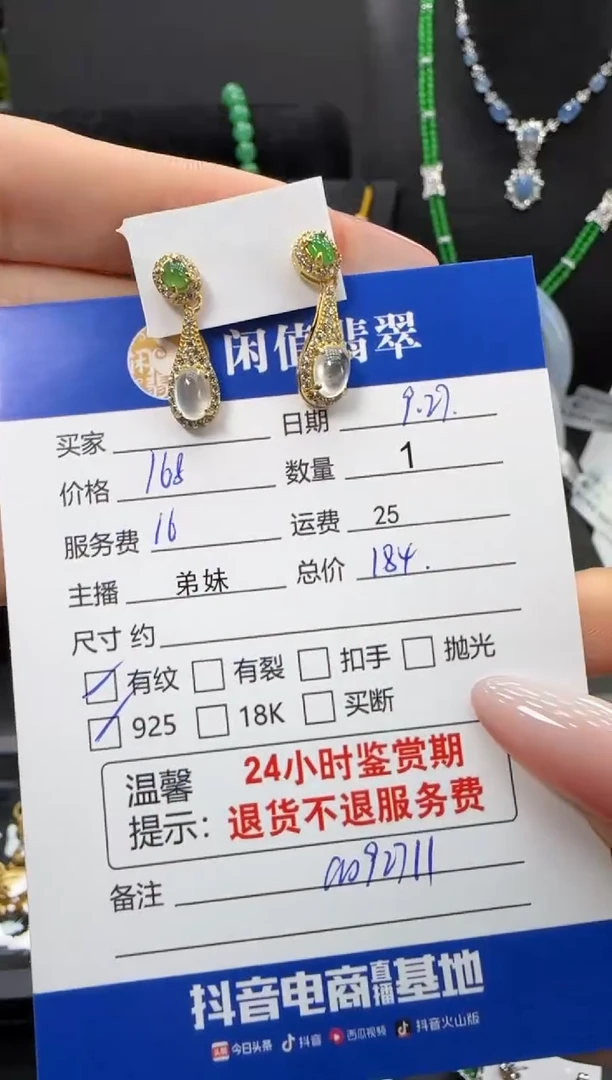 闲值翡翠
买家 日期 9.27.
价格 168 数量 1
服务费 16 运费 25
主播 弟妹 总价 184.
尺寸 约
有纹 有裂 扣手 抛光
925 18K 买断
温馨提示： 24小时鉴赏期
退货不退服务费
备注
抖音电商直播基地
今日头条 抖音 西瓜视频 抖音火山版